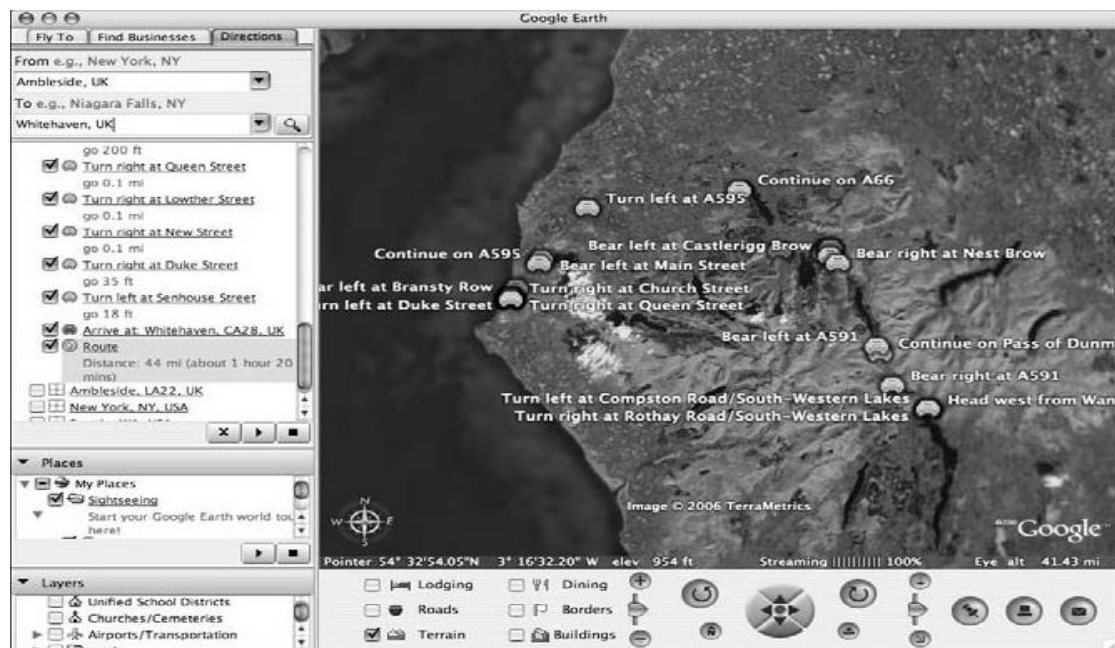 Google Earth
Fly To Find Businesses Directions
From e.g., New York, NY
Ambleside, UK
To e.g., Niagara Falls, NY
Whitehaven, UK
go 200 ft
Turn right at Queen Street
go 0.1 mi
Turn right at Lowther Street
go 0.1 mi
Turn right at New Street
go 0.1 mi
Turn right at Duke Street
go 35 ft
Turn left at Senhouse Street
go 18 ft
Arrive at: Whitehaven, CA28, UK
Route
Distance: 44 mi (about 1 hour 20
mins)
Ambleside, LA22, UK
New York, NY, USA
Places
My Places
Sightseeing
Start your Google Earth world tou
here!
Layers
Unified School Districts
Churches/Cemeteries
Airports/Transportation
Continue on A66
Turn left at A595
Bear left at Castlerigg Brow
Bear right at Nest Brow
Continue on A595
Bear left at Main Street
ar left at Bransty Row
Turn right at Church Street
rn left at Duke Street
Turn right at Queen Street
Bear left at A591
Continue on Pass of Dunm
Bear right at A591
Turn left at Compston Road/South-Western Lakes
Head west from Wan
Turn right at Rothay Road/South-Western Lakes
N
W E
S
Image © 2006 TerraMetrics
Google
Pointer 54° 32'54.05"N 3° 16'32.20" W elev 954 ft Streaming |||||||||| 100% Eye alt 41.43 mi
Lodging Dining
Roads Borders
Terrain Buildings
N